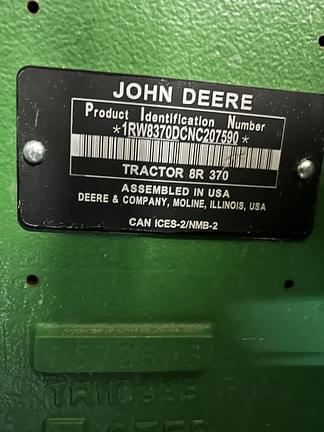 JOHN DEERE
Product Identification Number
*1RW8370DCNC207590*
TRACTOR 8R 370
ASSEMBLED IN USA
DEERE & COMPANY, MOLINE, ILLINOIS, USA
CAN ICES-2/NMB-2